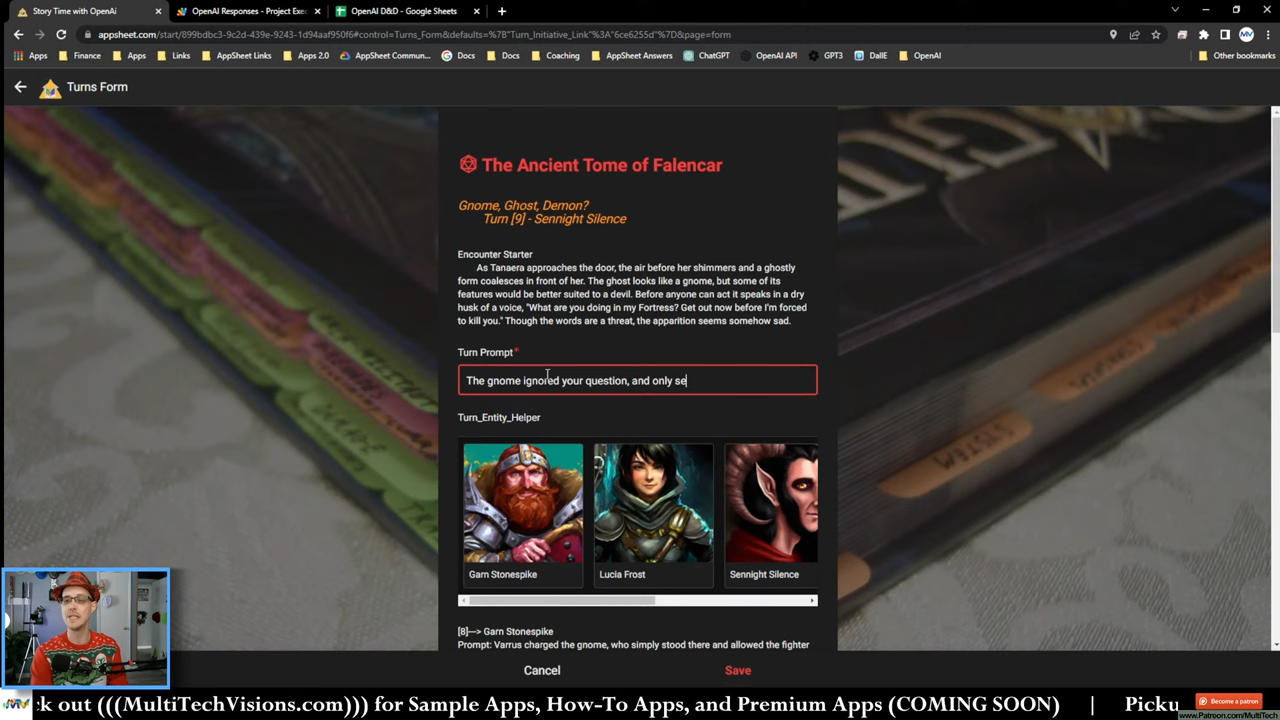 Story Time with OpenAi
OpenAI Responses - Project Exec
OpenAI D&D - Google Sheets
appsheet.com/start/899bdbc3-9c2d-439e-9243-1d94aaf950f6#control=Turns_Form&defaults=%7B"Turn_Initiative_Link"%3A"6ce6255d"%7D&page=form
Apps
Apps
Links
AppSheet Links
Apps 2.0
AppSheet Commun...
Docs
Docs
Coaching
AppSheet Answers
ChatGPT
OpenAI API
GPT3
DallE
OpenAI
Other bookmarks
Turns Form
The Ancient Tome of Falencar
Gnome, Ghost, Demon?
Turn [9] - Sennight Silence
Encounter Starter
As Tanaera approaches the door, the air before her shimmers and a ghostly
form coalesces in front of her. The ghost looks like a gnome, but some of its
features would be better suited to a devil. Before anyone can act it speaks in a dry
husk of a voice, "What are you doing in my Fortress? Get out now before I'm forced
to kill you." Though the words are a threat, the apparition seems somehow sad.
Turn Prompt*
The gnome ignored your question, and only se
Turn_Entity_Helper
Garn Stonespike
Lucia Frost
Sennight Silence
[8]—> Garn Stonespike
Prompt: Varrus charged the gnome, who simply stood there and allowed the fighter
Cancel
Save
ck out (((MultiTechVisions.com))) for Sample Apps, How-To Apps, and Premium Apps (COMING SOON) | Picku
Become a patron
www.Patreon.com/MultiTech